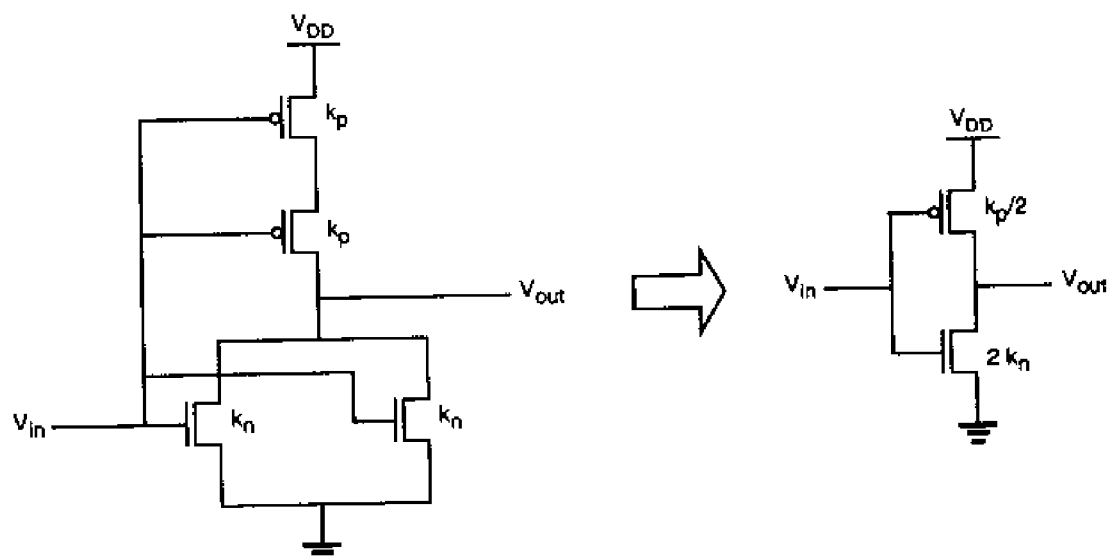 V_DD
k_p
k_p
V_out
k_n
k_n
V_in
V_DD
k_p/2
V_in
V_out
2 k_n